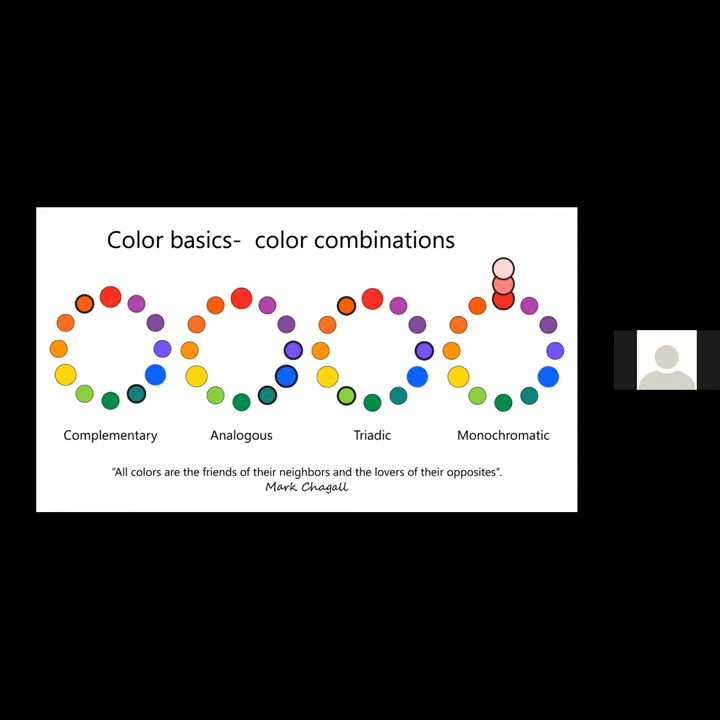 Color basics-  color combinations
Complementary
Analogous
Triadic
Monochromatic
“All colors are the friends of their neighbors and the lovers of their opposites”.
Mark Chagall